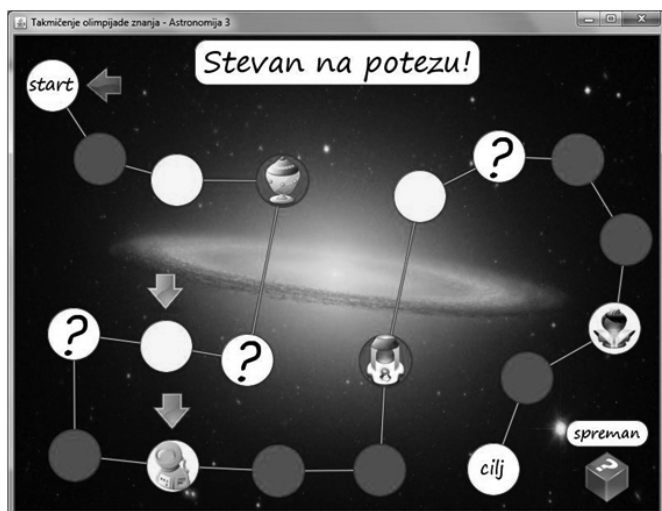 Takmičenje olimpijade znanja - Astronomija 3
Stevan na potezu!
start
?
?
?
spreman
cilj
?